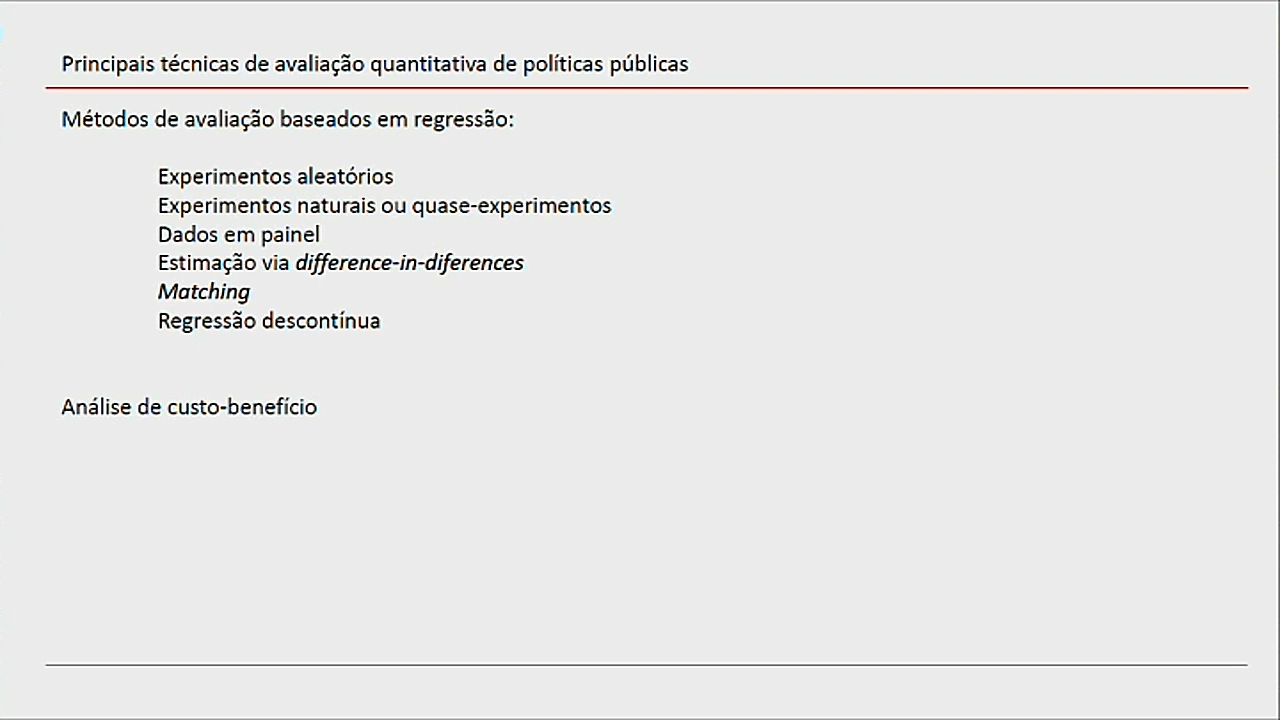 Principais técnicas de avaliação quantitativa de políticas públicas
Métodos de avaliação baseados em regressão:
Experimentos aleatórios
Experimentos naturais ou quase-experimentos
Dados em painel
Estimação via difference-in-diferences
Matching
Regressão descontínua
Análise de custo-benefício